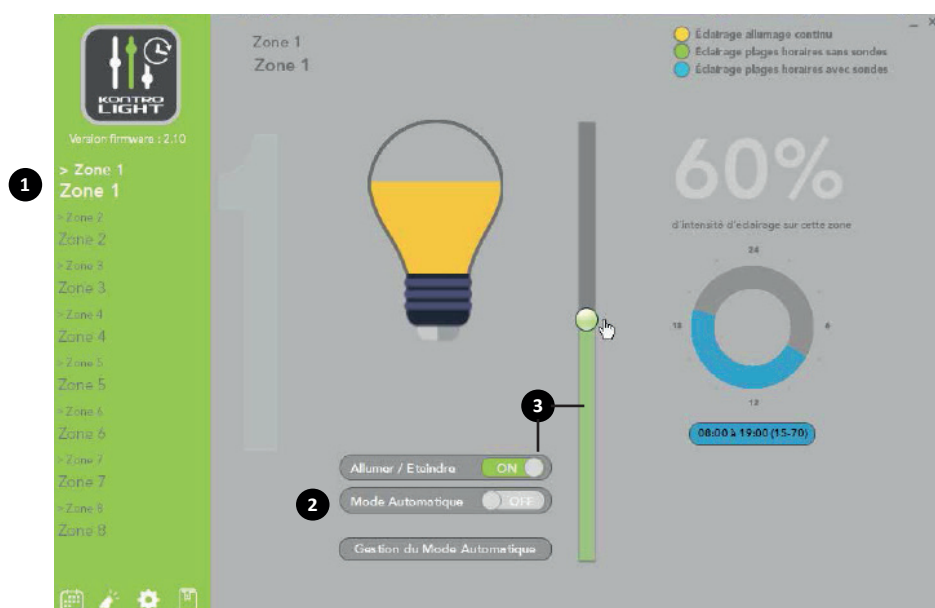 KONTRO
LIGHT
Version firmware : 2.10
1
> Zone 1
Zone 1
> Zone 2
Zone 2
> Zone 3
Zone 3
> Zone 4
Zone 4
> Zone 5
Zone 5
> Zone 6
Zone 6
> Zone 7
Zone 7
> Zone 8
Zone 8
Zone 1
Zone 1
1
Éclairage allumage continu
Éclairage plages horaires sans sondes
Éclairage plages horaires avec sondes
60%
d'intensité d'éclairage sur cette zone
24
18
6
12
08:00 à 19:00 (15-70)
3
Allumer / Eteindre ON
2
Mode Automatique OFF
Gestion du Mode Automatique